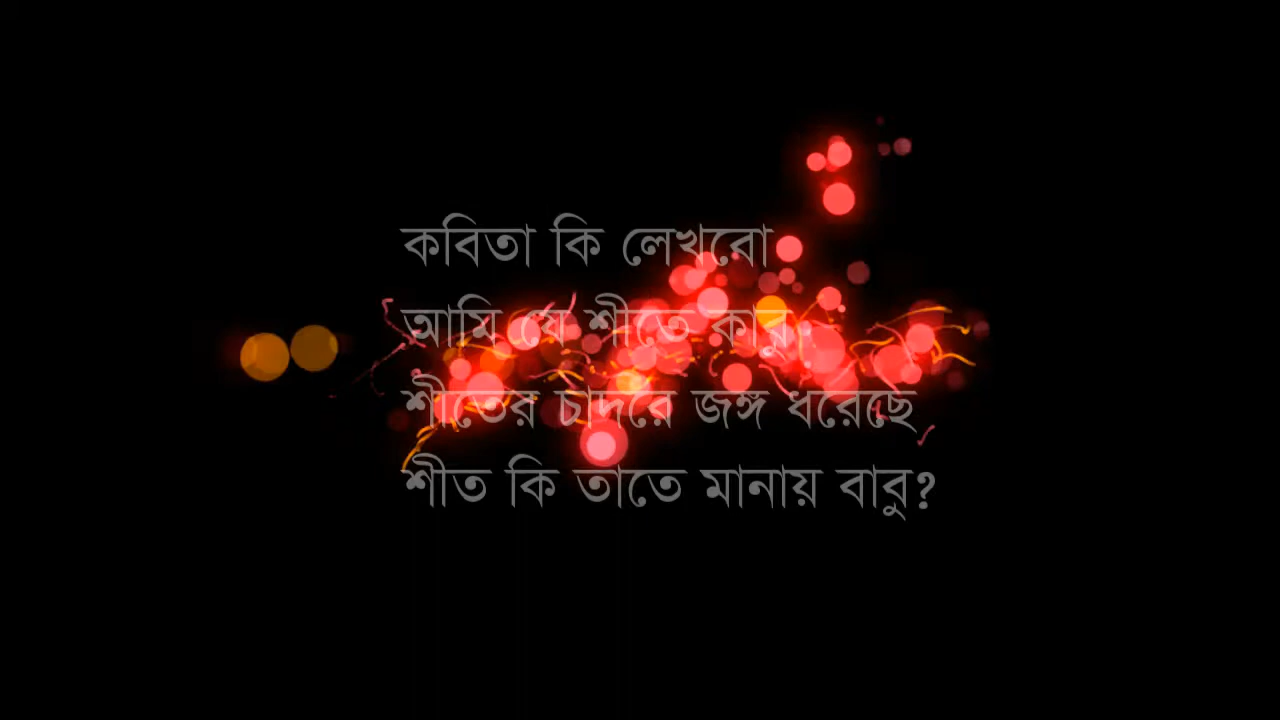 কবিতা কি লেখবো
আমি যে শীতে কাবু
শীতের চাদরে জঙ্গ ধরেছে
শীত কি তাতে মানায় বাবু?